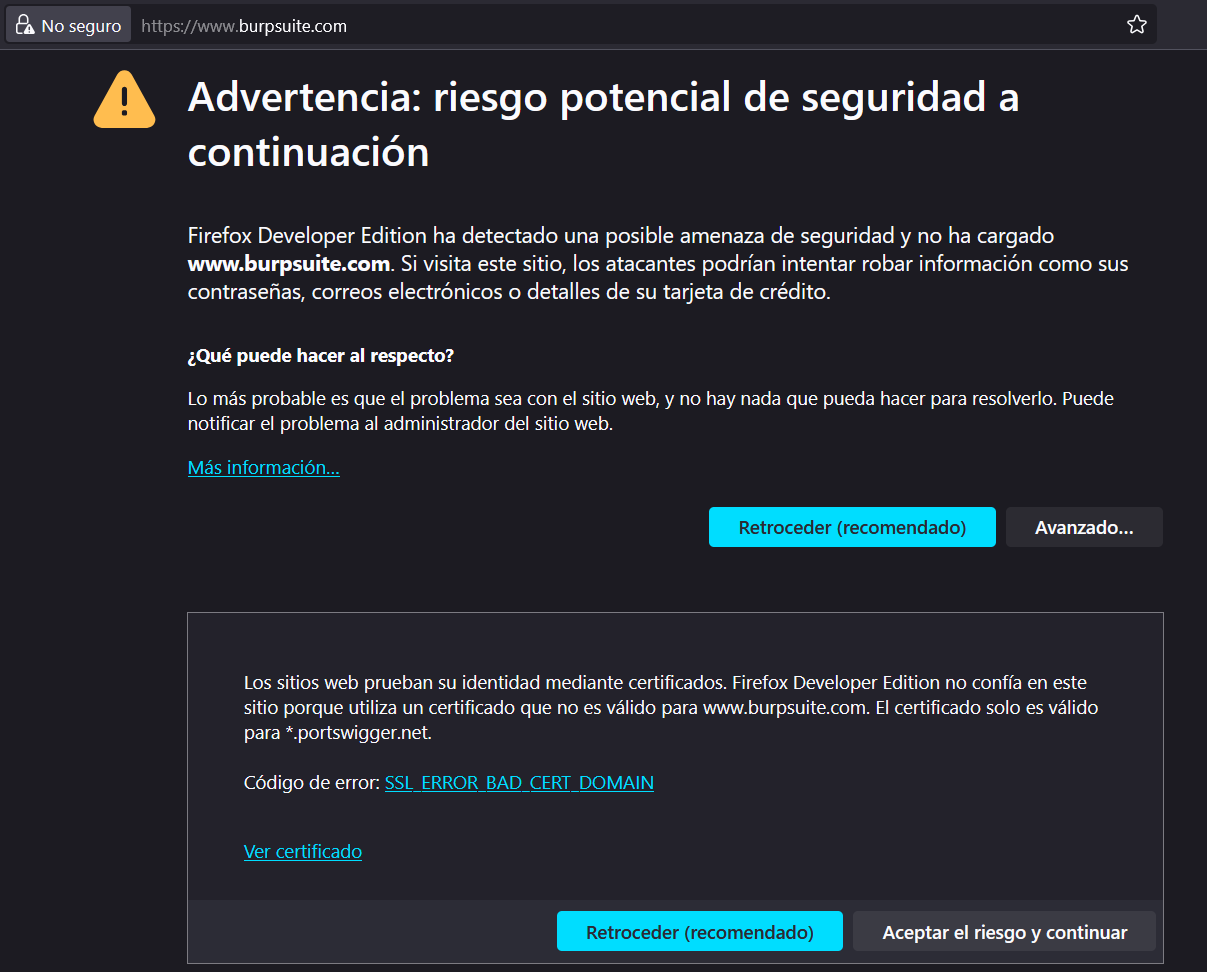 No seguro https://www.burpsuite.com
Advertencia: riesgo potencial de seguridad a
continuación
Firefox Developer Edition ha detectado una posible amenaza de seguridad y no ha cargado
www.burpsuite.com. Si visita este sitio, los atacantes podrían intentar robar información como sus
contraseñas, correos electrónicos o detalles de su tarjeta de crédito.
¿Qué puede hacer al respecto?
Lo más probable es que el problema sea con el sitio web, y no hay nada que pueda hacer para resolverlo. Puede
notificar el problema al administrador del sitio web.
Más información...
Retroceder (recomendado) Avanzado...
Los sitios web prueban su identidad mediante certificados. Firefox Developer Edition no confía en este
sitio porque utiliza un certificado que no es válido para www.burpsuite.com. El certificado solo es válido
para *.portswigger.net.
Código de error: SSL_ERROR_BAD_CERT_DOMAIN
Ver certificado
Retroceder (recomendado) Aceptar el riesgo y continuar